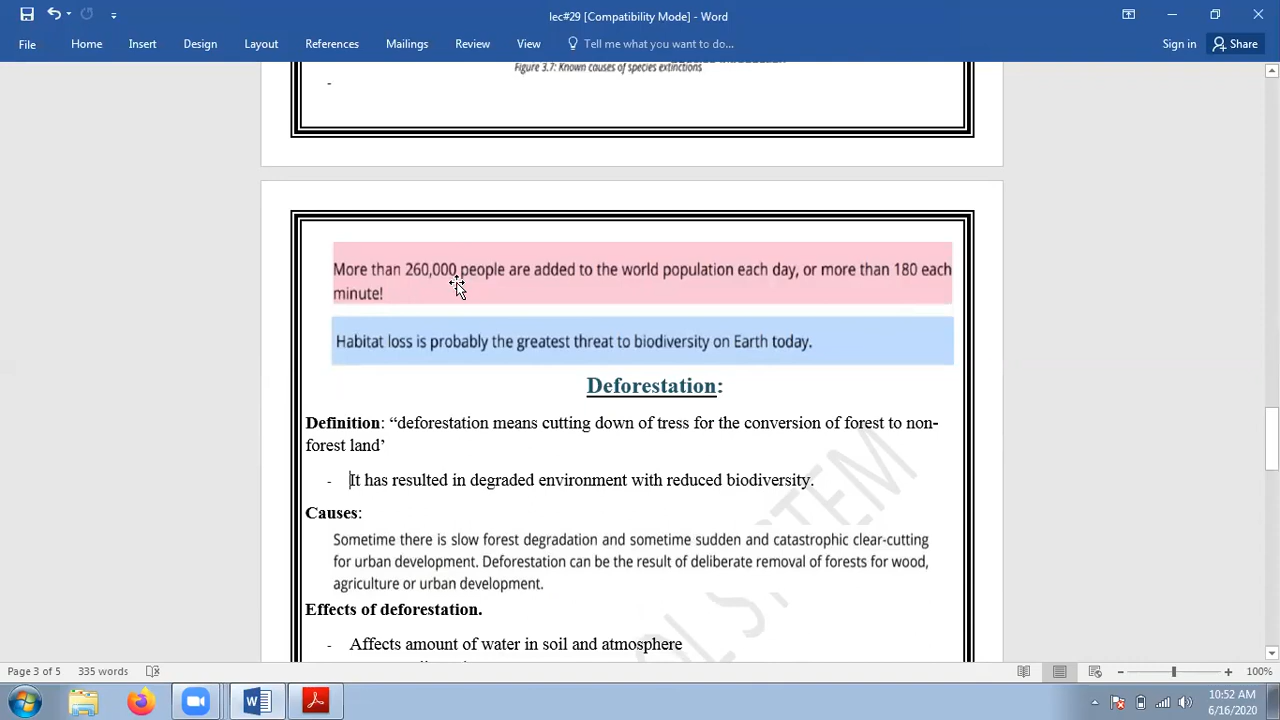 lec#29 [Compatibility Mode] - Word
File Home Insert Design Layout References Mailings Review View Tell me what you want to do... Sign in Share
Figure 3.7: Known causes of species extinctions
-
More than 260,000 people are added to the world population each day, or more than 180 each
minute!
Habitat loss is probably the greatest threat to biodiversity on Earth today.
Deforestation:
Definition: “deforestation means cutting down of tress for the conversion of forest to non-
forest land’
- It has resulted in degraded environment with reduced biodiversity.
Causes:
Sometime there is slow forest degradation and sometime sudden and catastrophic clear-cutting
for urban development. Deforestation can be the result of deliberate removal of forests for wood,
agriculture or urban development.
Effects of deforestation.
- Affects amount of water in soil and atmosphere
SYSTEM
Page 3 of 5 335 words 100%
10:52 AM
6/16/2020